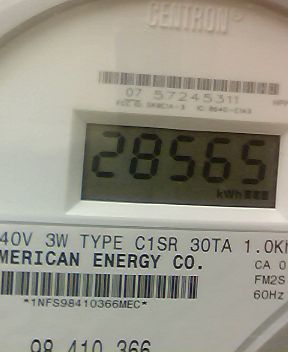 CENTRON®
07 57245311
28565
kWh
40V 3W TYPE C1SR 30TA 1.0K
MERICAN ENERGY CO. CA 0
FM2S
*1NFS98410366MEC* 60Hz
98 410 366